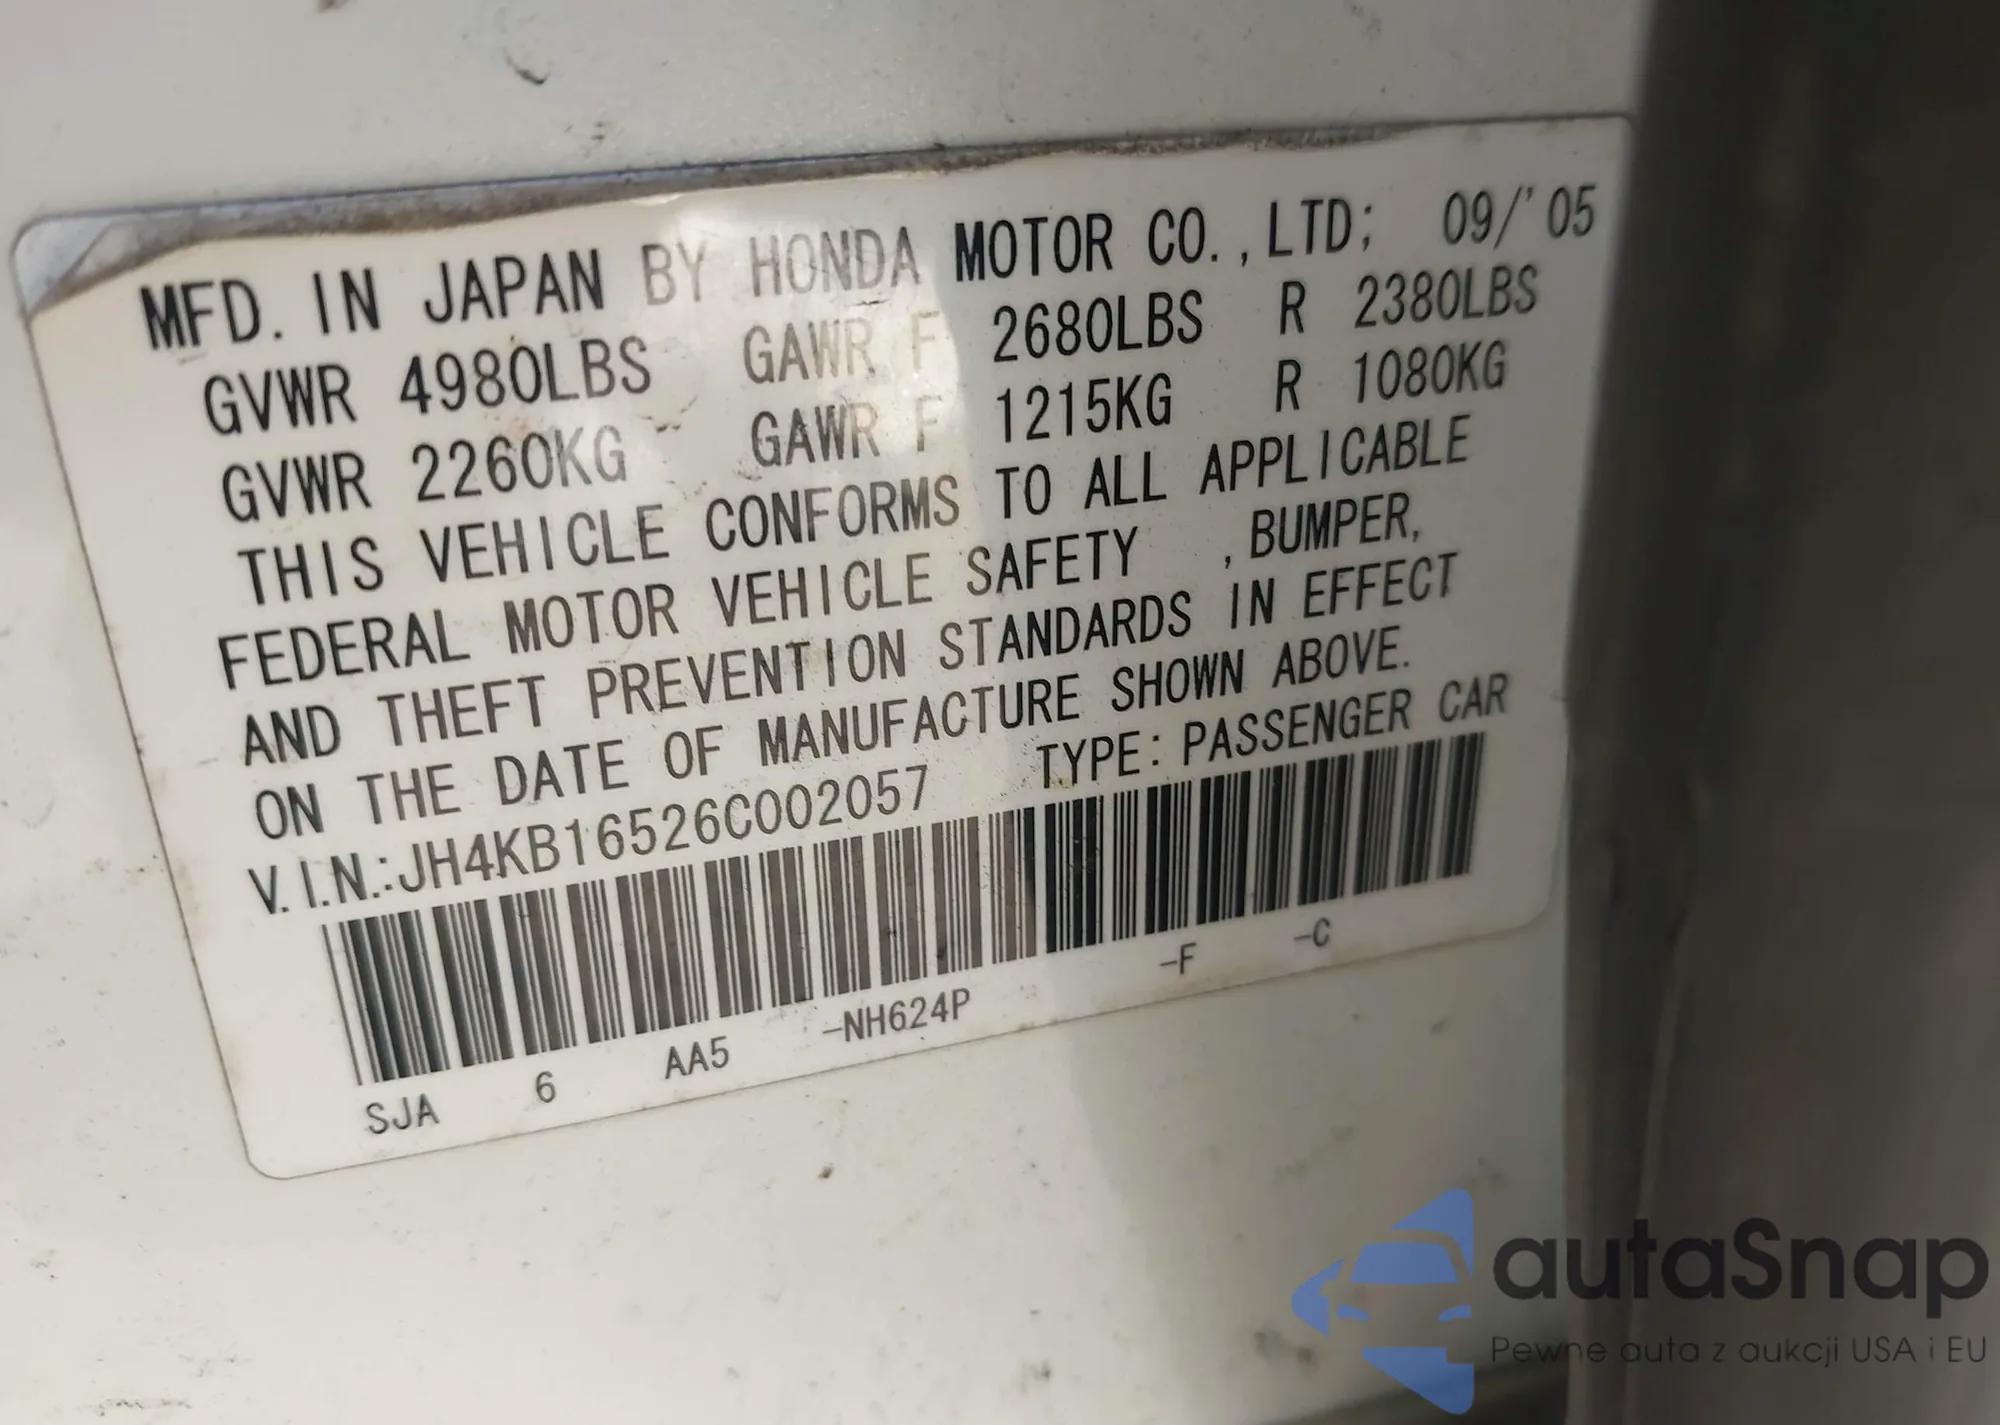 MFD. IN JAPAN BY HONDA MOTOR CO.,LTD; 09/'05
GVWR 4980LBS GAWR F 2680LBS R 2380LBS
GVWR 2260KG GAWR F 1215KG R 1080KG
THIS VEHICLE CONFORMS TO ALL APPLICABLE
FEDERAL MOTOR VEHICLE SAFETY ,BUMPER,
AND THEFT PREVENTION STANDARDS IN EFFECT
ON THE DATE OF MANUFACTURE SHOWN ABOVE.
V.I.N.:JH4KB16526C002057 TYPE:PASSENGER CAR
SJA 6 AA5 -NH624P -F -C
autaSnap
Pewne auta z aukcji USA i EU